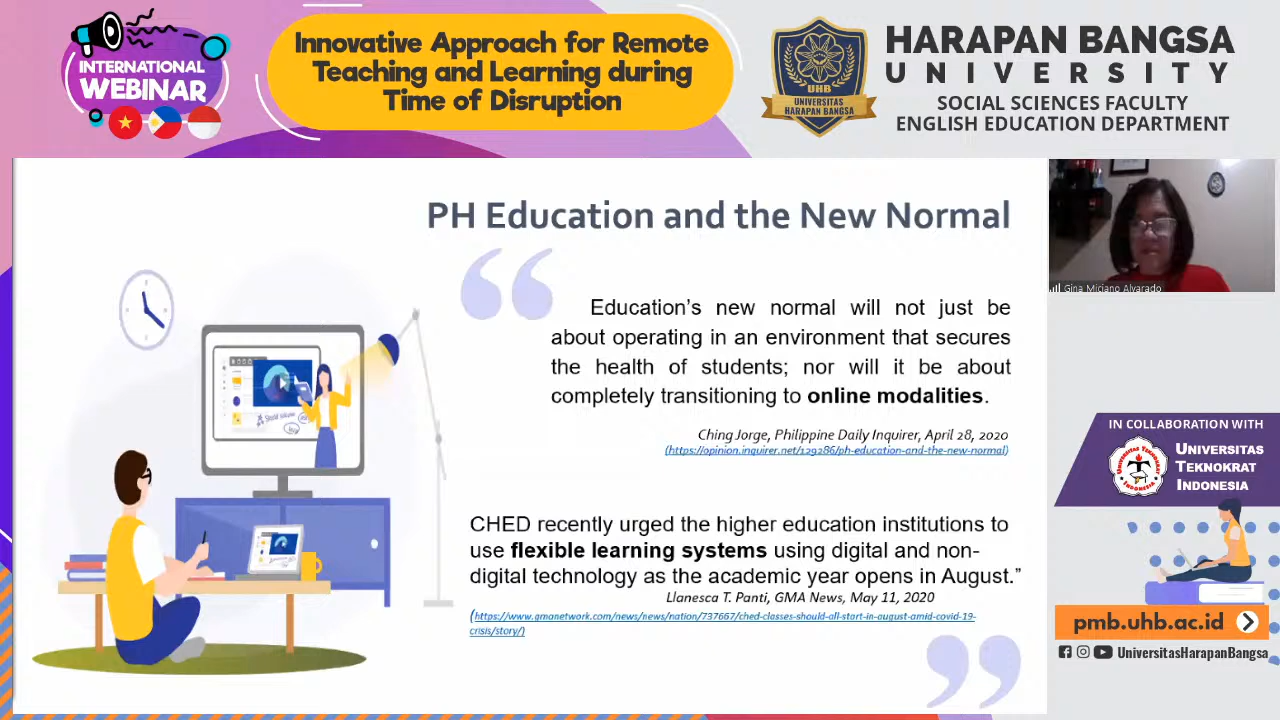 INTERNATIONAL
WEBINAR
Innovative Approach for Remote
Teaching and Learning during
Time of Disruption
UHB
UNIVERSITAS
HARAPAN BANGSA
HARAPAN BANGSA
UNIVERSITY
SOCIAL SCIENCES FACULTY
ENGLISH EDUCATION DEPARTMENT
PH Education and the New Normal
“
Education’s new normal will not just be
about operating in an environment that secures
the health of students; nor will it be about
completely transitioning to online modalities.
Ching Jorge, Philippine Daily Inquirer, April 28, 2020
(https://opinion.inquirer.net/129286/ph-education-and-the-new-normal)
CHED recently urged the higher education institutions to
use flexible learning systems using digital and non-
digital technology as the academic year opens in August.”
Llanesca T. Panti, GMA News, May 11, 2020
(https://www.gmanetwork.com/news/news/nation/737667/ched-classes-should-all-start-in-august-amid-covid-19-
crisis/story/)
”
Gina Miciano Alvarado
IN COLLABORATION WITH
UNIVERSITAS
TEKNOKRAT
INDONESIA
pmb.uhb.ac.id
UniversitasHarapanBangsa